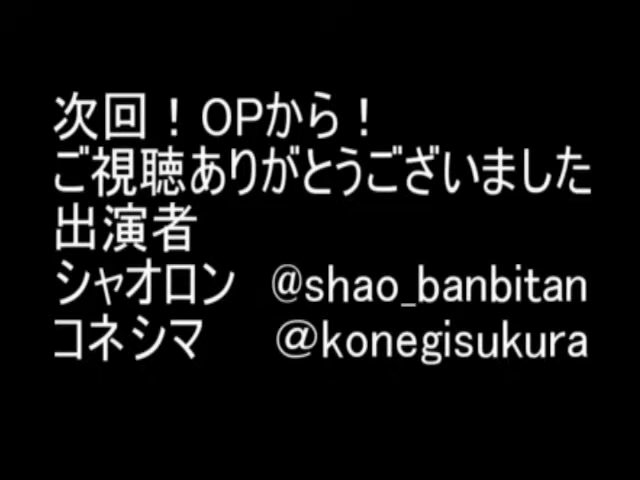 次回！OPから！
ご視聴ありがとうございました
出演者
シャオロン　@shao_banbitan
コネシマ　　@konegisukura